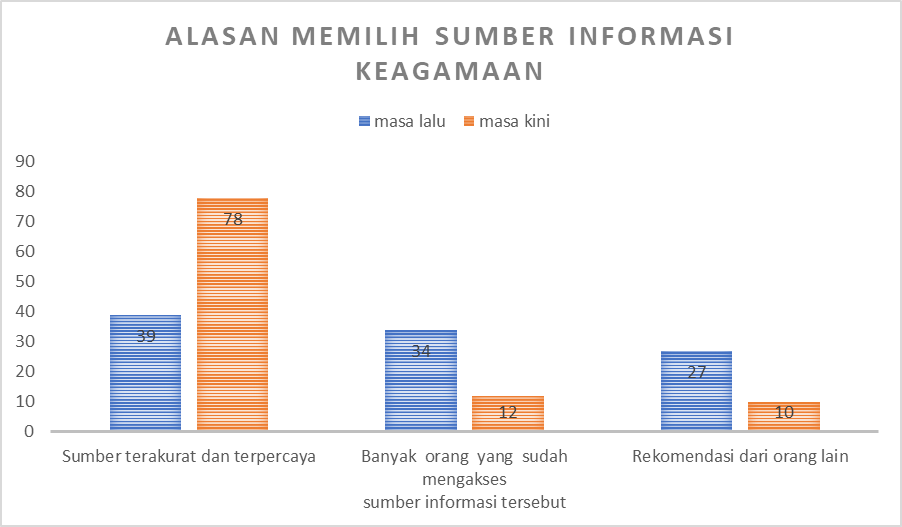 ALASAN MEMILIH SUMBER INFORMASI
KEAGAMAAN
masa lalu masa kini
90
80
70
60
50
40
30
20
10
0
39
78
34
12
27
10
Sumber terakurat dan terpercaya
Banyak orang yang sudah
mengakses
sumber informasi tersebut
Rekomendasi dari orang lain